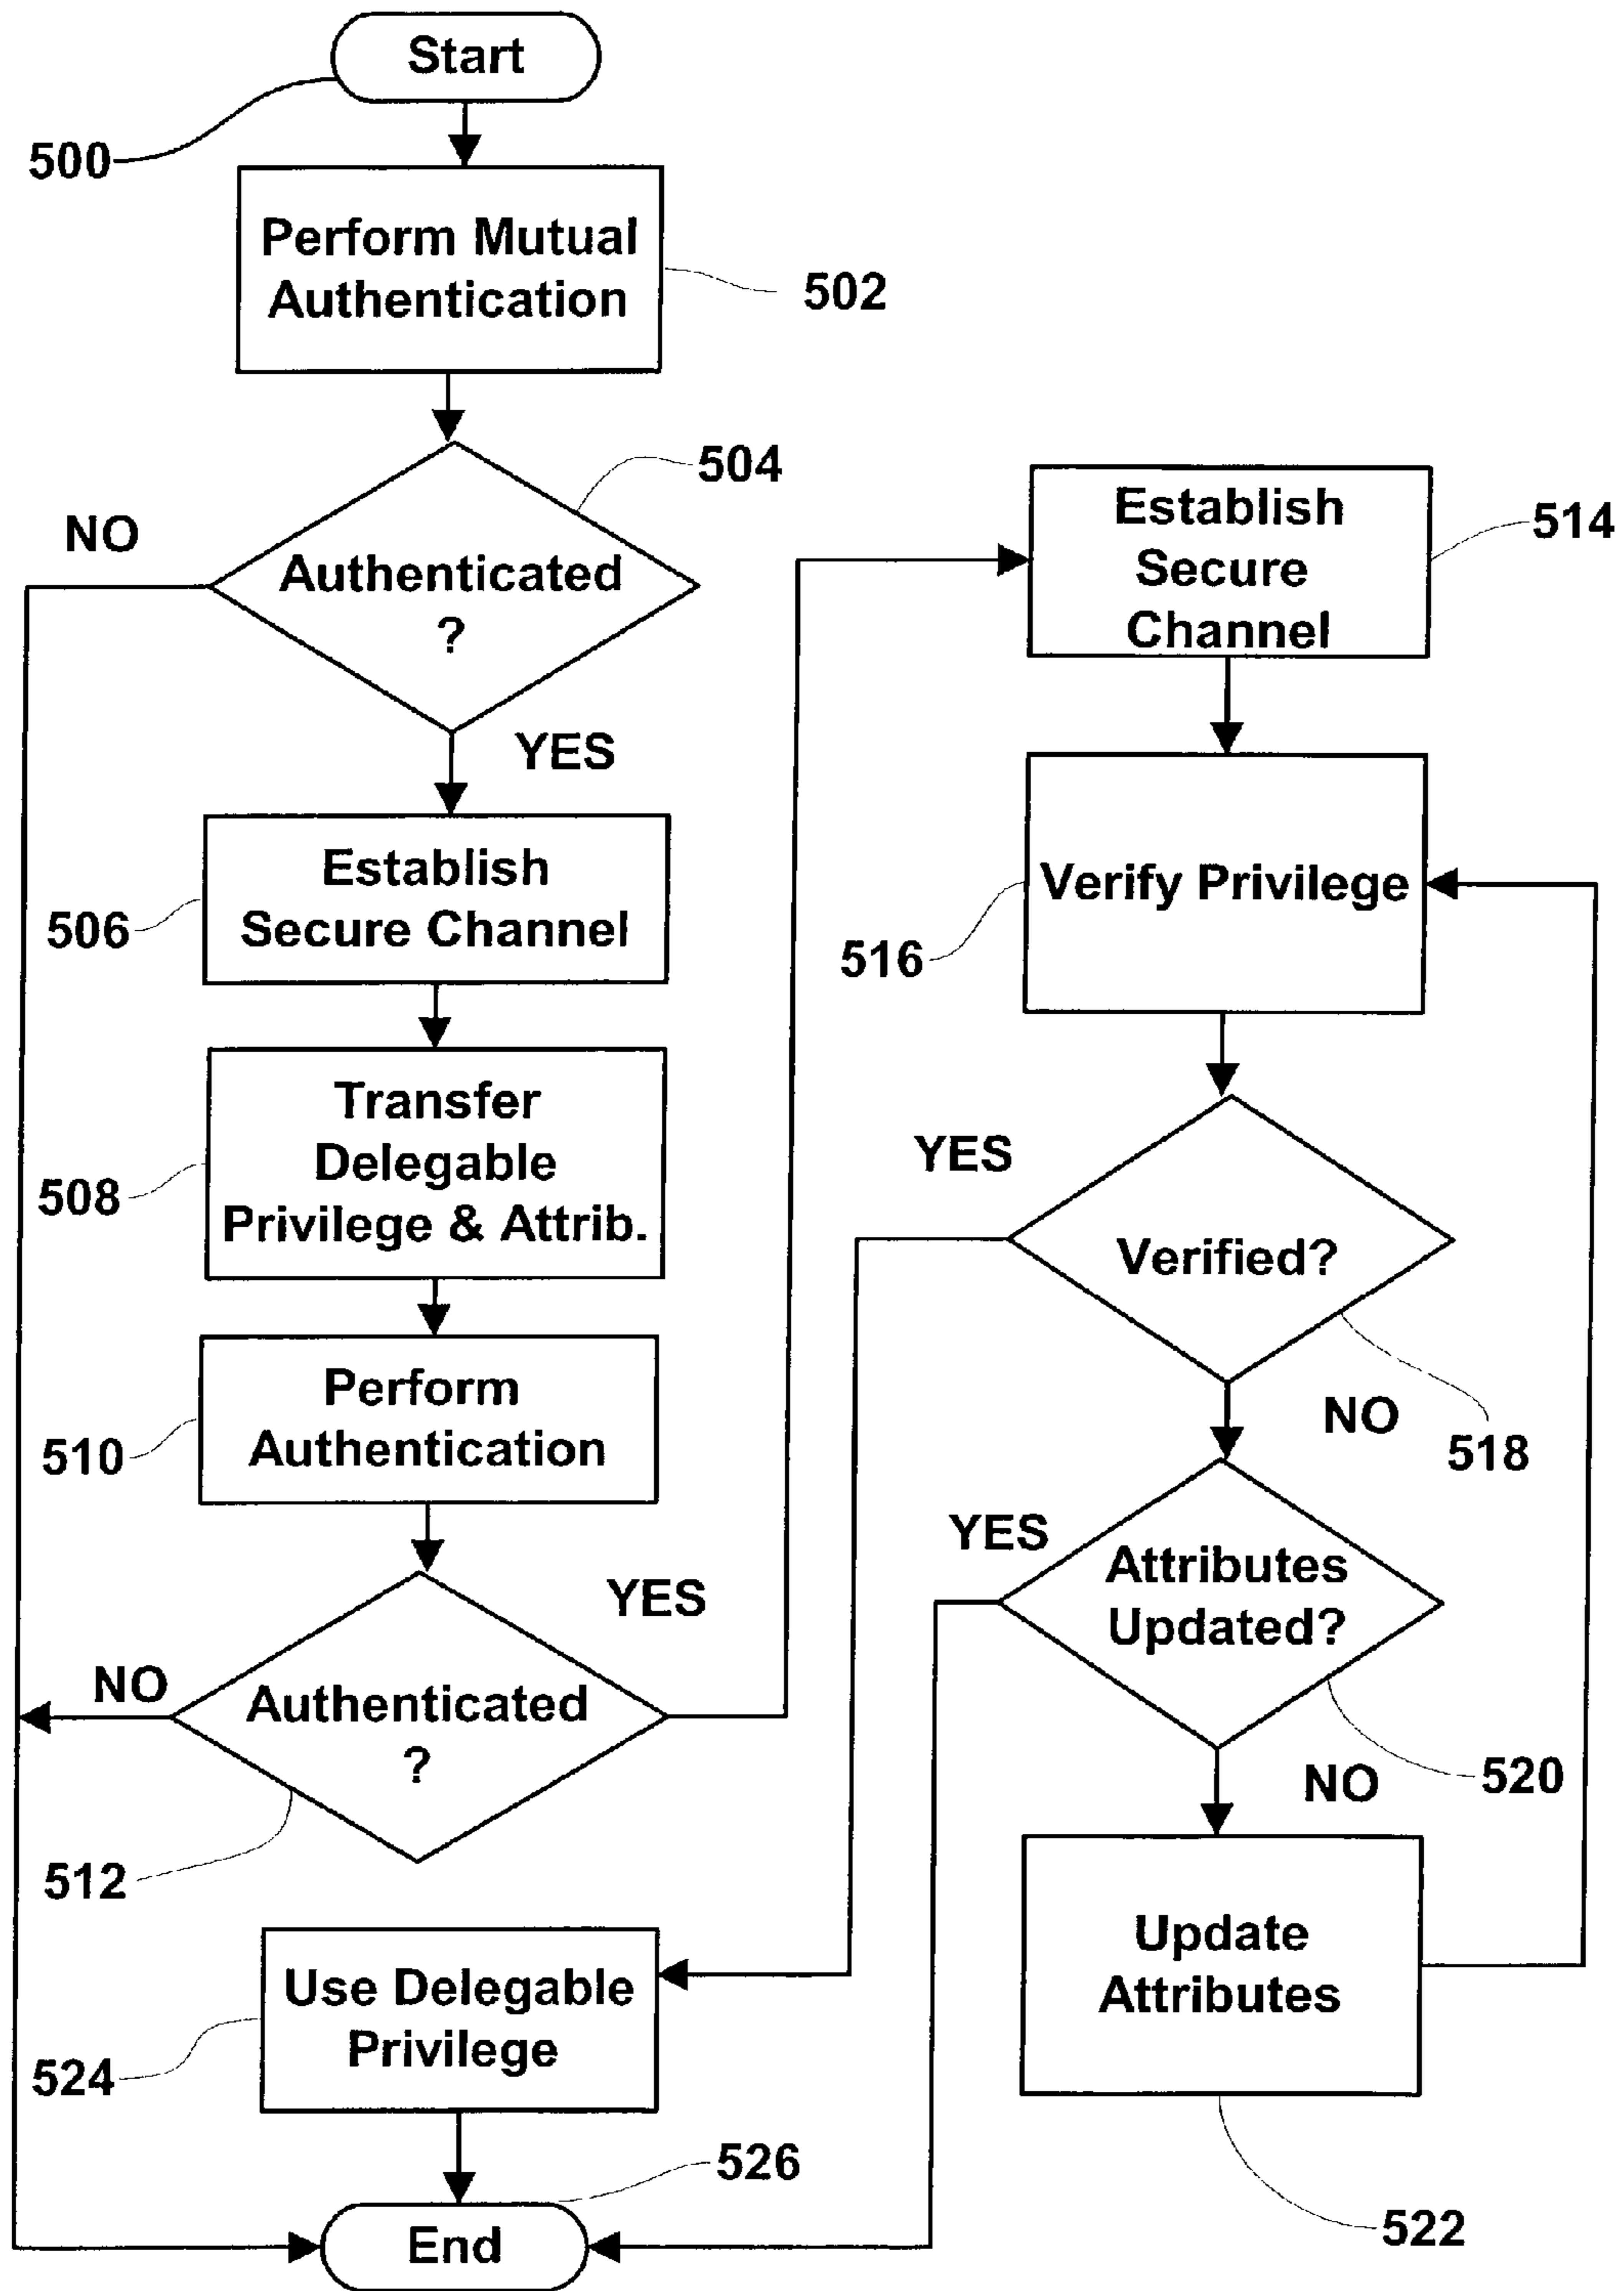 Start
500
Perform Mutual
Authentication
502
504
NO
Authenticated
?
YES
Establish
Secure Channel
506
Transfer
Delegable
Privilege & Attrib.
508
Perform
Authentication
510
YES
NO
Authenticated
?
512
Establish
Secure
Channel
514
Verify Privilege
516
YES
Verified?
NO
518
YES
Attributes
Updated?
NO
520
Update
Attributes
522
Use Delegable
Privilege
524
526
End